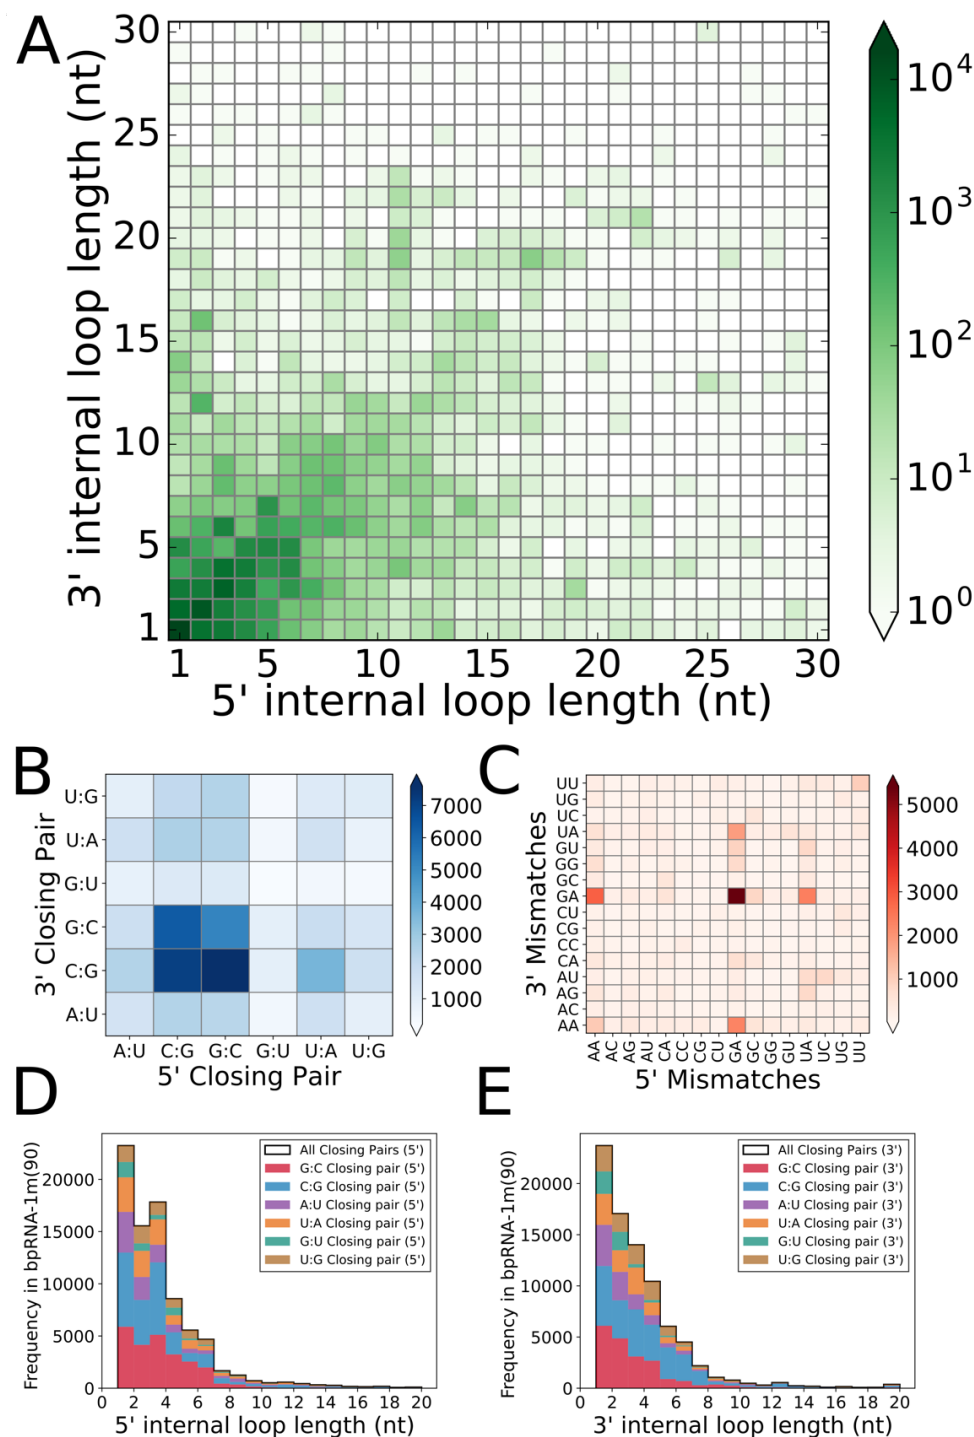 A
3' internal loop length (nt)
30
25
20
15
10
5
1
1 5 10 15 20 25 30
5' internal loop length (nt)
10^4
10^3
10^2
10^1
10^0
B
3' Closing Pair
U:G
U:A
G:U
G:C
C:G
A:U
A:U C:G G:C G:U U:A U:G
5' Closing Pair
7000
6000
5000
4000
3000
2000
1000
C
3' Mismatches
UU
UG
UC
UA
GU
GG
GC
GA
CU
CG
CC
CA
AU
AG
AC
AA
AA AC AG AU CA CC CG CU GA GC GG GU UA UC UG UU
5' Mismatches
5000
4000
3000
2000
1000
D
Frequency in bpRNA-1m(90)
20000
15000
10000
5000
0
0 2 4 6 8 10 12 14 16 18 20
5' internal loop length (nt)
All Closing Pairs (5')
G:C Closing pair (5')
C:G Closing pair (5')
A:U Closing pair (5')
U:A Closing pair (5')
G:U Closing pair (5')
U:G Closing pair (5')
E
Frequency in bpRNA-1m(90)
20000
15000
10000
5000
0
0 2 4 6 8 10 12 14 16 18 20
3' internal loop length (nt)
All Closing Pairs (3')
G:C Closing pair (3')
C:G Closing pair (3')
A:U Closing pair (3')
U:A Closing pair (3')
G:U Closing pair (3')
U:G Closing pair (3')